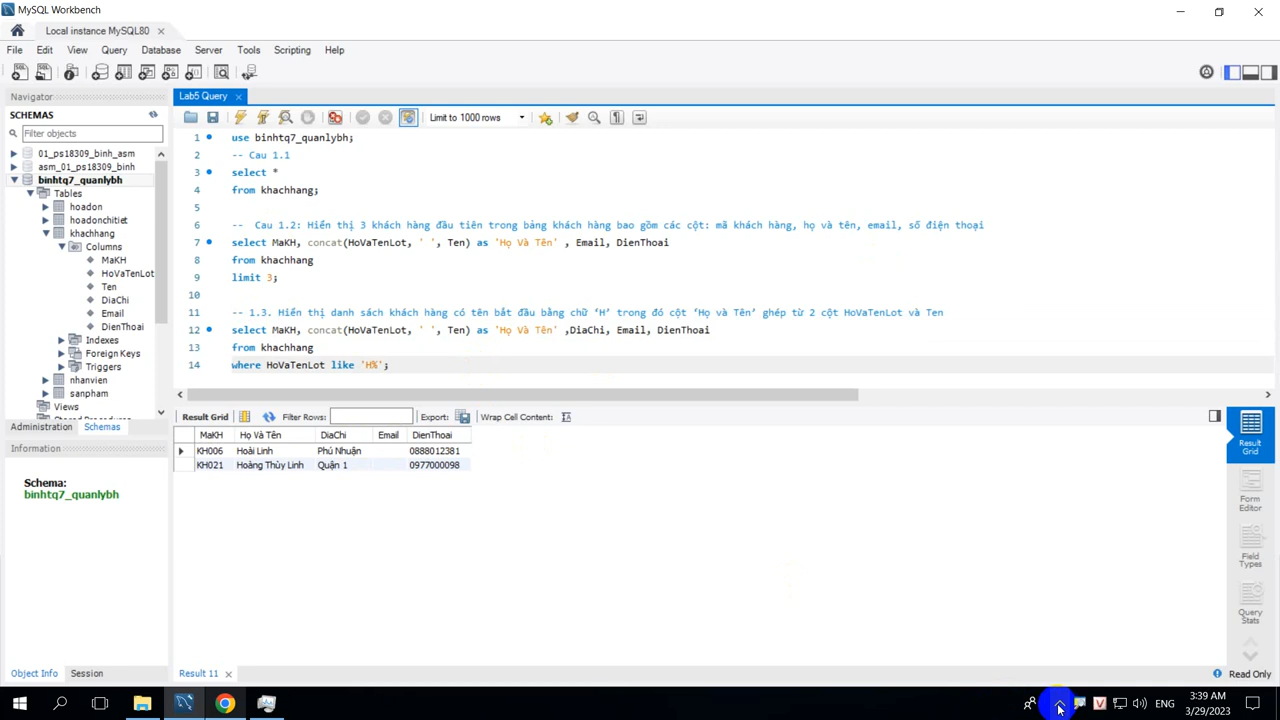 MySQL Workbench
Local instance MySQL80
File Edit View Query Database Server Tools Scripting Help
Navigator
SCHEMAS
Filter objects
01_ps18309_binh_asm
asm_01_ps18309_binh
binhtq7_quanlybh
Tables
hoadon
hoadonchitiet
khachhang
Columns
MaKH
HoVaTenLot
Ten
DiaChi
Email
DienThoai
Indexes
Foreign Keys
Triggers
nhanvien
sanpham
Views
Administration Schemas
Information
Schema:
binhtq7_quanlybh
Object Info Session
Lab5 Query
Limit to 1000 rows
1 use binhtq7_quanlybh;
2 -- Cau 1.1
3 select *
4 from khachhang;
5
6 -- Cau 1.2: Hiển thị 3 khách hàng đầu tiên trong bảng khách hàng bao gồm các cột: mã khách hàng, họ và tên, email, số điện thoại
7 select MaKH, concat(HoVaTenLot, ' ', Ten) as 'Họ Và Tên' , Email, DienThoai
8 from khachhang
9 limit 3;
10
11 -- 1.3. Hiển thị danh sách khách hàng có tên bắt đầu bằng chữ ‘H’ trong đó cột ‘Họ và Tên’ ghép từ 2 cột HoVaTenLot và Ten
12 select MaKH, concat(HoVaTenLot, ' ', Ten) as 'Họ Và Tên' ,DiaChi, Email, DienThoai
13 from khachhang
14 where HoVaTenLot like 'H%';
Result Grid Filter Rows: Export: Wrap Cell Content:
MaKH Họ Và Tên DiaChi Email DienThoai
KH006 Hoài Linh Phú Nhuận 0888012381
KH021 Hoàng Thùy Linh Quận 1 0977000098
Result Grid
Form Editor
Field Types
Query Stats
Result 11
Read Only
ENG
3:39 AM
3/29/2023